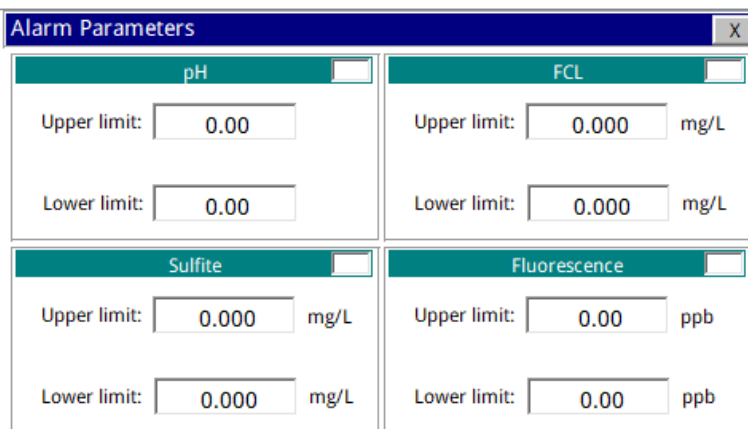 Alarm Parameters X
pH FCL
Upper limit: 0.00 Upper limit: 0.000 mg/L
Lower limit: 0.00 Lower limit: 0.000 mg/L
Sulfite Fluorescence
Upper limit: 0.000 mg/L Upper limit: 0.00 ppb
Lower limit: 0.000 mg/L Lower limit: 0.00 ppb